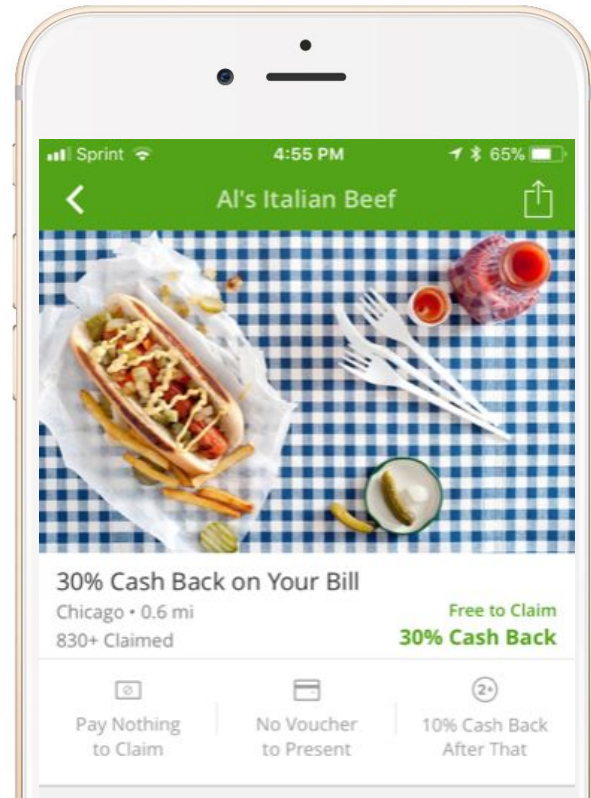 Sprint 4:55 PM 65%
Al's Italian Beef
30% Cash Back on Your Bill
Chicago • 0.6 mi
Free to Claim
830+ Claimed
30% Cash Back
Pay Nothing
to Claim
No Voucher
to Present
2+
10% Cash Back
After That